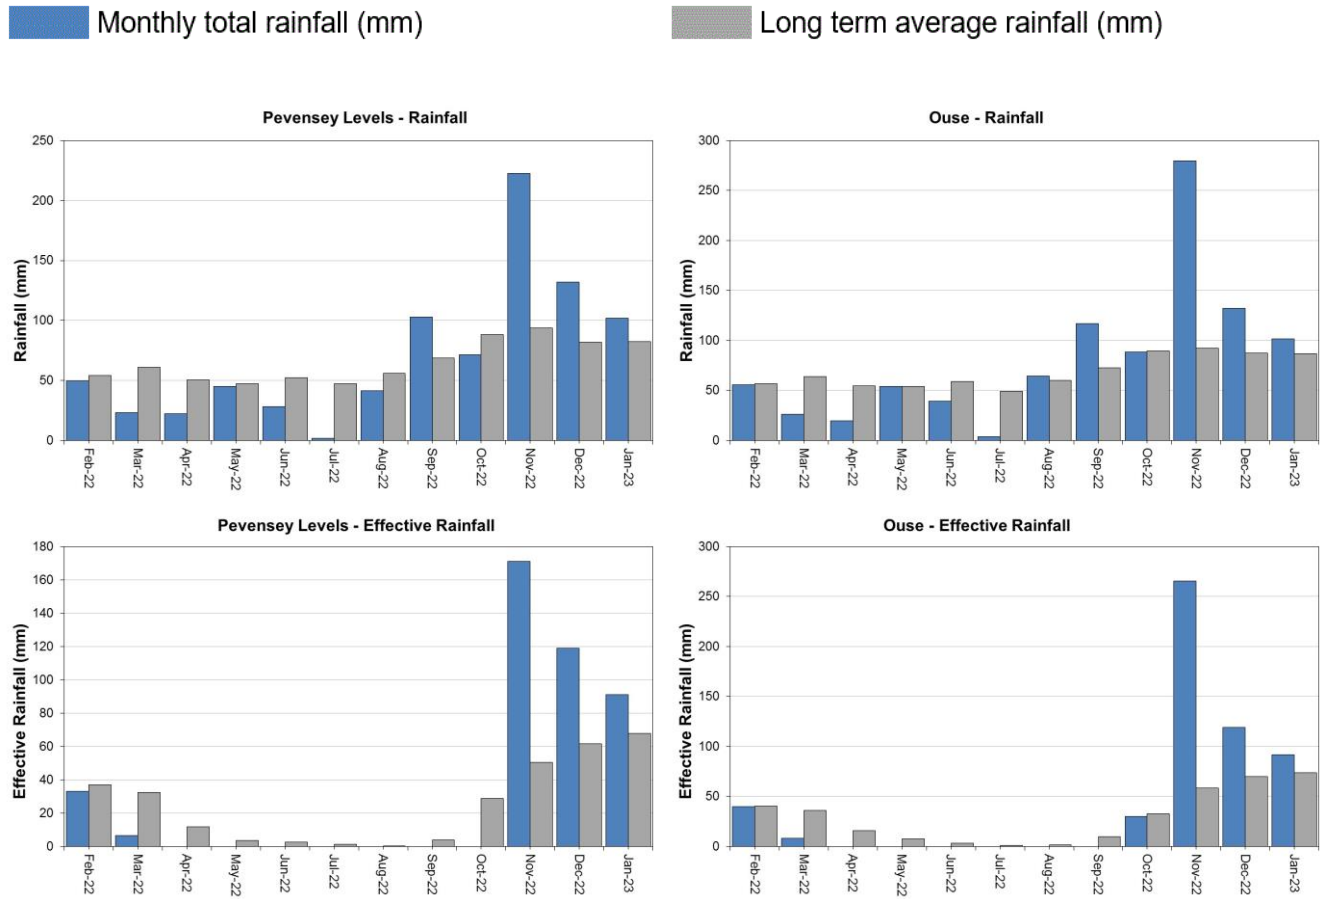 Monthly total rainfall (mm)
Long term average rainfall (mm)
Pevensey Levels - Rainfall
Rainfall (mm)
250
200
150
100
50
0
Feb-22
Mar-22
Apr-22
May-22
Jun-22
Jul-22
Aug-22
Sep-22
Oct-22
Nov-22
Dec-22
Jan-23
Ouse - Rainfall
Rainfall (mm)
300
250
200
150
100
50
0
Feb-22
Mar-22
Apr-22
May-22
Jun-22
Jul-22
Aug-22
Sep-22
Oct-22
Nov-22
Dec-22
Jan-23
Pevensey Levels - Effective Rainfall
Effective Rainfall (mm)
180
160
140
120
100
80
60
40
20
0
Feb-22
Mar-22
Apr-22
May-22
Jun-22
Jul-22
Aug-22
Sep-22
Oct-22
Nov-22
Dec-22
Jan-23
Ouse - Effective Rainfall
Effective Rainfall (mm)
300
250
200
150
100
50
0
Feb-22
Mar-22
Apr-22
May-22
Jun-22
Jul-22
Aug-22
Sep-22
Oct-22
Nov-22
Dec-22
Jan-23